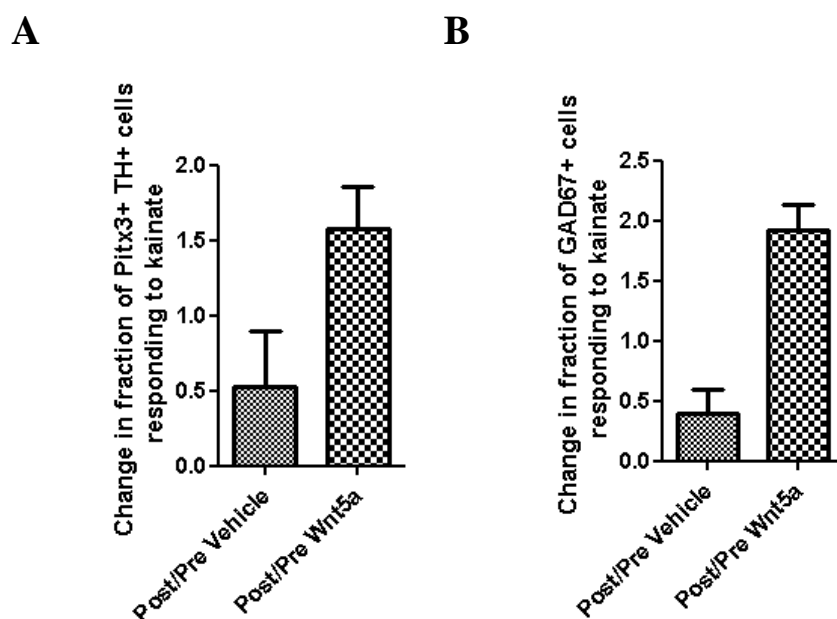 A
Change in fraction of Pitx3+ TH+ cells
responding to kainate
2.0
1.5
1.0
0.5
0.0
Post/Pre Vehicle
Post/Pre Wnt5a
B
Change in fraction of GAD67+ cells
responding to kainate
2.5
2.0
1.5
1.0
0.5
0.0
Post/Pre Vehicle
Post/Pre Wnt5a